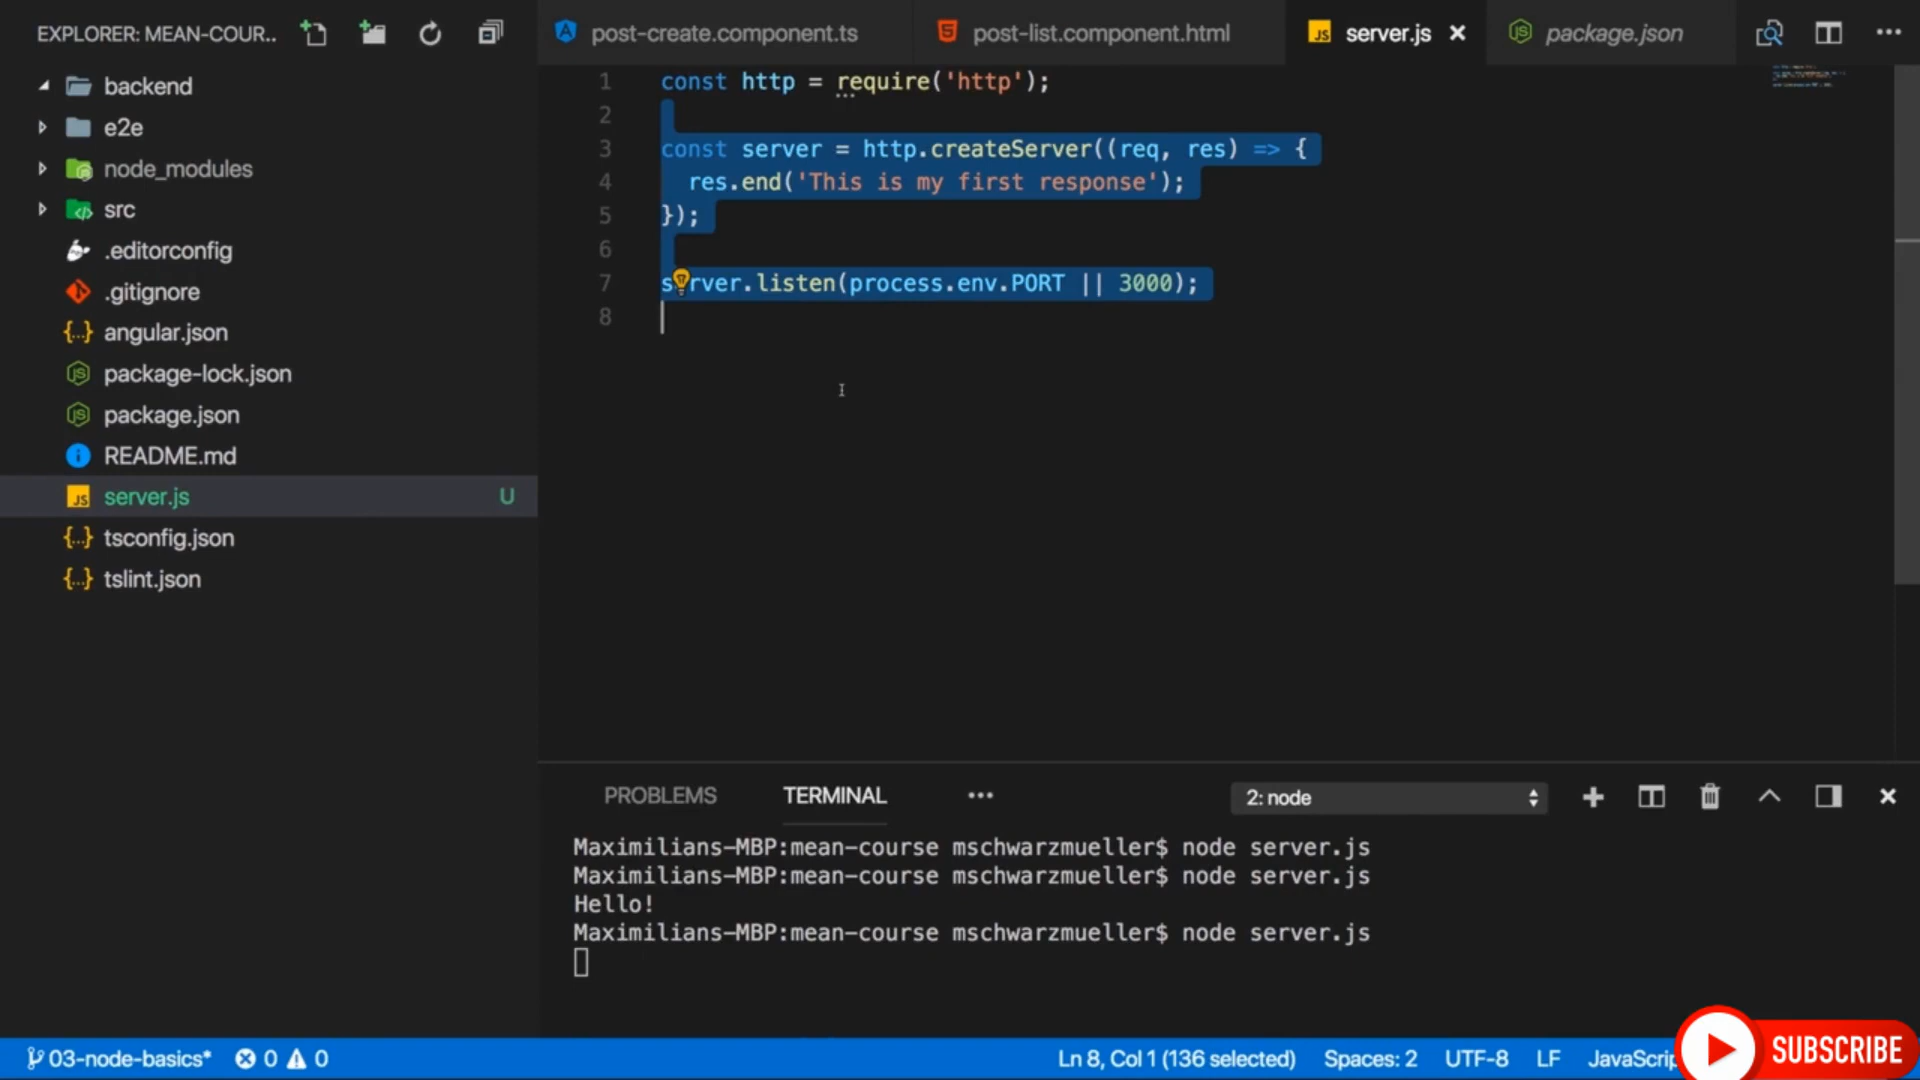 EXPLORER: MEAN-COUR..
backend
e2e
node_modules
src
.editorconfig
.gitignore
angular.json
package-lock.json
package.json
README.md
server.js U
tsconfig.json
tslint.json
post-create.component.ts post-list.component.html server.js package.json
1 const http = require('http');
2
3 const server = http.createServer((req, res) => {
4 res.end('This is my first response');
5 });
6
7 server.listen(process.env.PORT || 3000);
8
PROBLEMS TERMINAL ••• 2: node
Maximilians-MBP:mean-course mschwarzmueller$ node server.js
Maximilians-MBP:mean-course mschwarzmueller$ node server.js
Hello!
Maximilians-MBP:mean-course mschwarzmueller$ node server.js
03-node-basics* 0 0 Ln 8, Col 1 (136 selected) Spaces: 2 UTF-8 LF JavaScrip
SUBSCRIBE